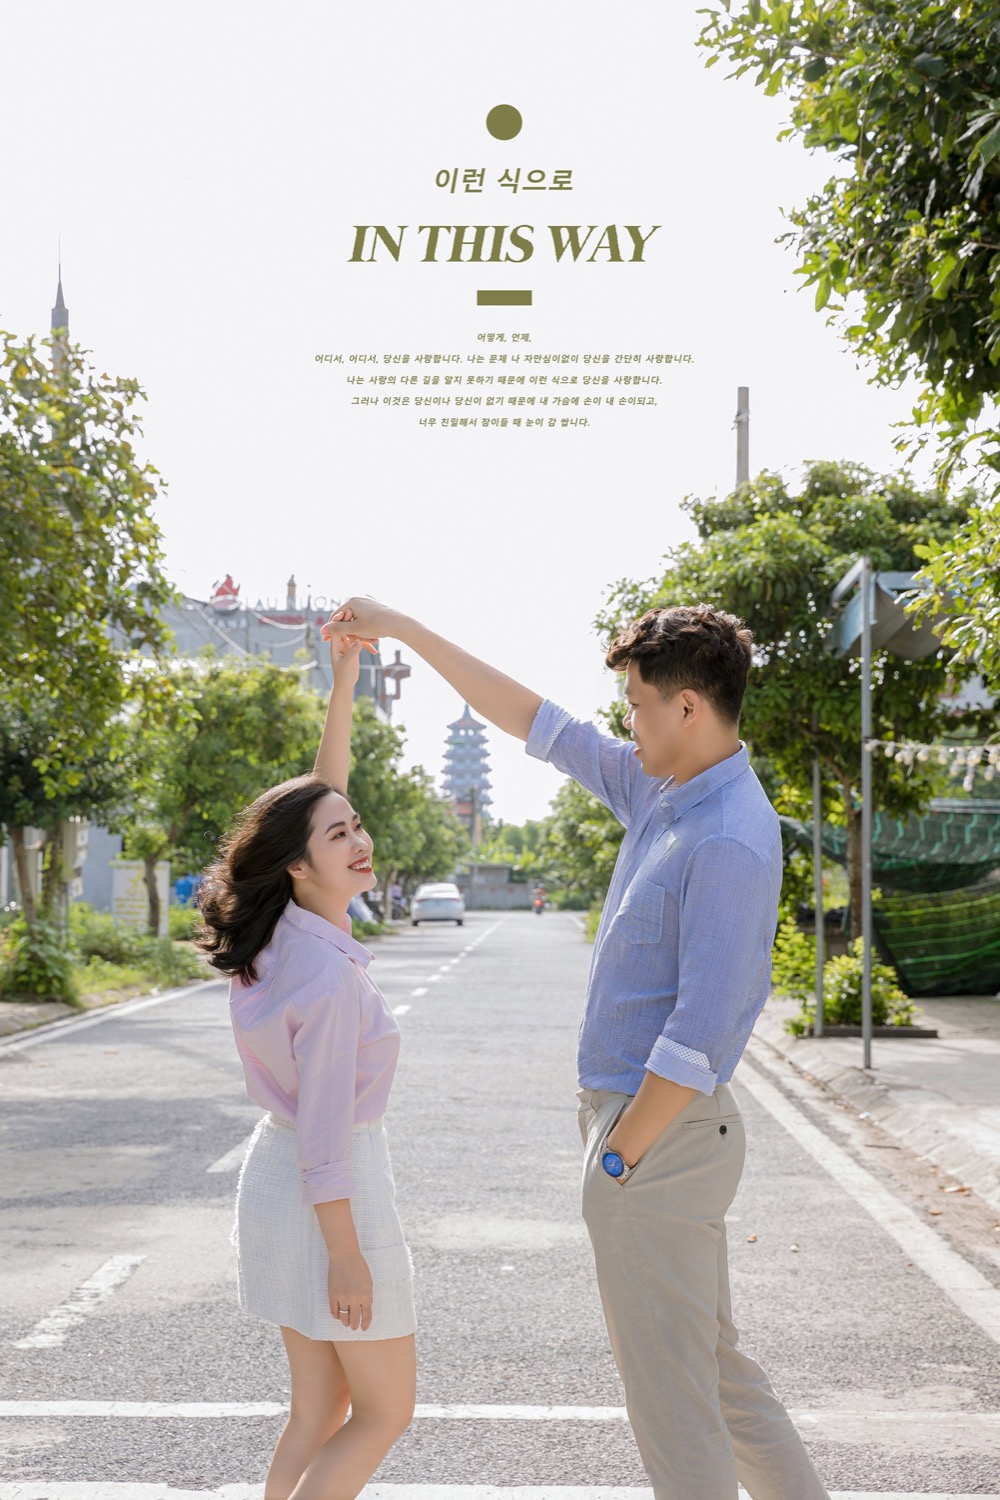 이런 식으로
IN THIS WAY
어떻게, 언제,
어디서, 어디서, 당신을 사랑합니다. 나는 문제 나 자만심이없이 당신을 간단히 사랑합니다.
나는 사랑의 다른 길을 알지 못하기 때문에 이런 식으로 당신을 사랑합니다.
그러나 이것은 당신이나 당신이 없기 때문에 내 가슴에 손이 내 손이되고,
너무 친밀해서 잠이들 때 눈이 감 쌉니다.